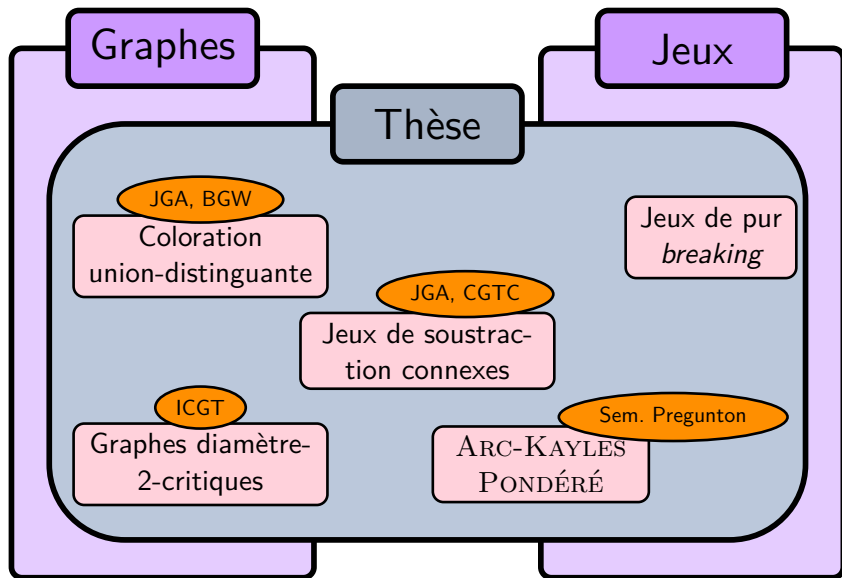 Graphes
Jeux
Thèse
JGA, BGW
Coloration
union-distinguante
Jeux de pur
breaking
JGA, CGTC
Jeux de soustrac-
tion connexes
ICGT
Graphes diamètre-
2-critiques
Sem. Pregunton
ARC-KAYLES
PONDÉRÉ